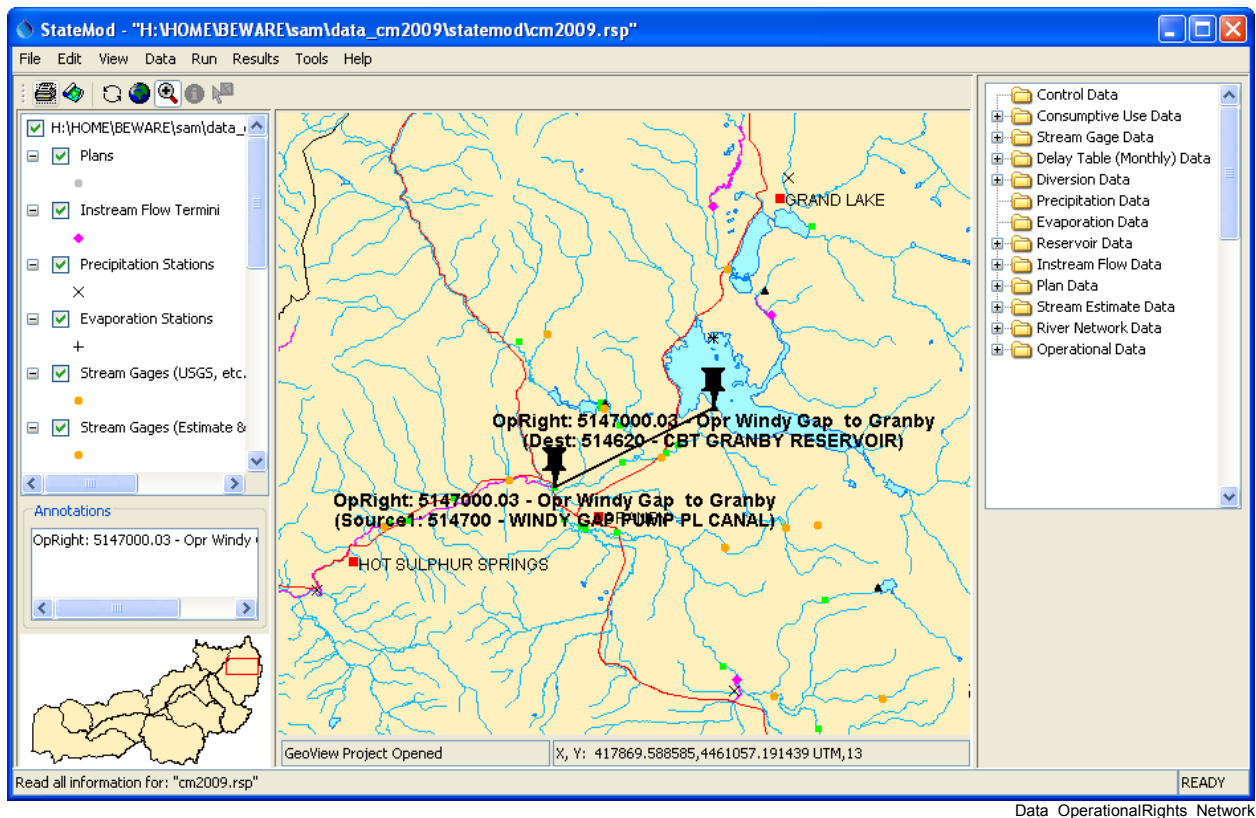 StateMod - "H:\HOME\BEWARE\sam\data_cm2009\statemod\cm2009.rsp"
File Edit View Data Run Results Tools Help
H:\HOME\BEWARE\sam\data_
Plans
Instream Flow Termini
Precipitation Stations
Evaporation Stations
Stream Gages (USGS, etc.
Stream Gages (Estimate &
Annotations
OpRight: 5147000.03 - Opr Windy
GRAND LAKE
OpRight: 5147000.03 - Opr Windy Gap to Granby
(Dest: 514620 - CBT GRANBY RESERVOIR)
OpRight: 5147000.03 - Opr Windy Gap to Granby
(Source1: 514700 - WINDY GAP PUMP PL CANAL)
HOT SULPHUR SPRINGS
GeoView Project Opened
X, Y: 417869.588585,4461057.191439 UTM,13
Control Data
Consumptive Use Data
Stream Gage Data
Delay Table (Monthly) Data
Diversion Data
Precipitation Data
Evaporation Data
Reservoir Data
Instream Flow Data
Plan Data
Stream Estimate Data
River Network Data
Operational Data
Read all information for: "cm2009.rsp"
READY
Data_OperationalRights_Network